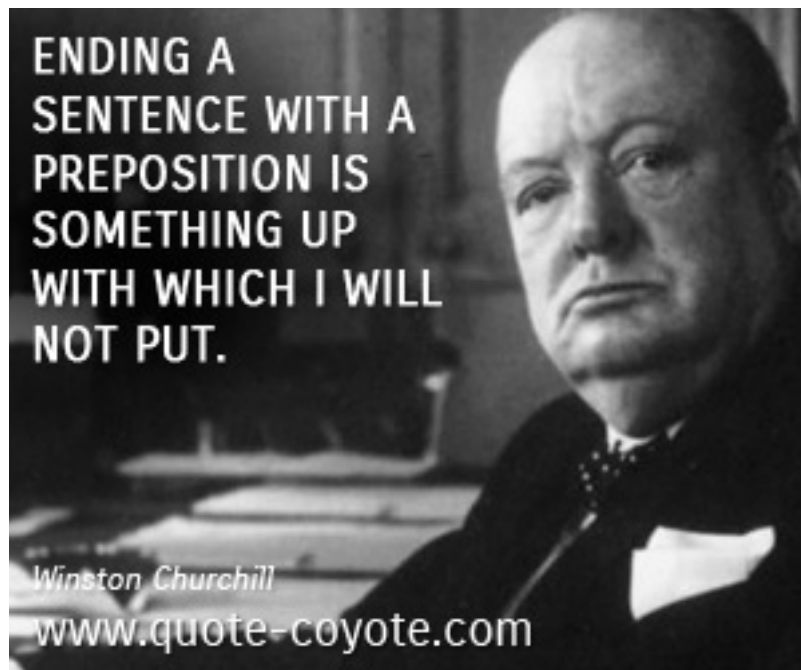 ENDING A
SENTENCE WITH A
PREPOSITION IS
SOMETHING UP
WITH WHICH I WILL
NOT PUT.
Winston Churchill
www.quote-coyote.com